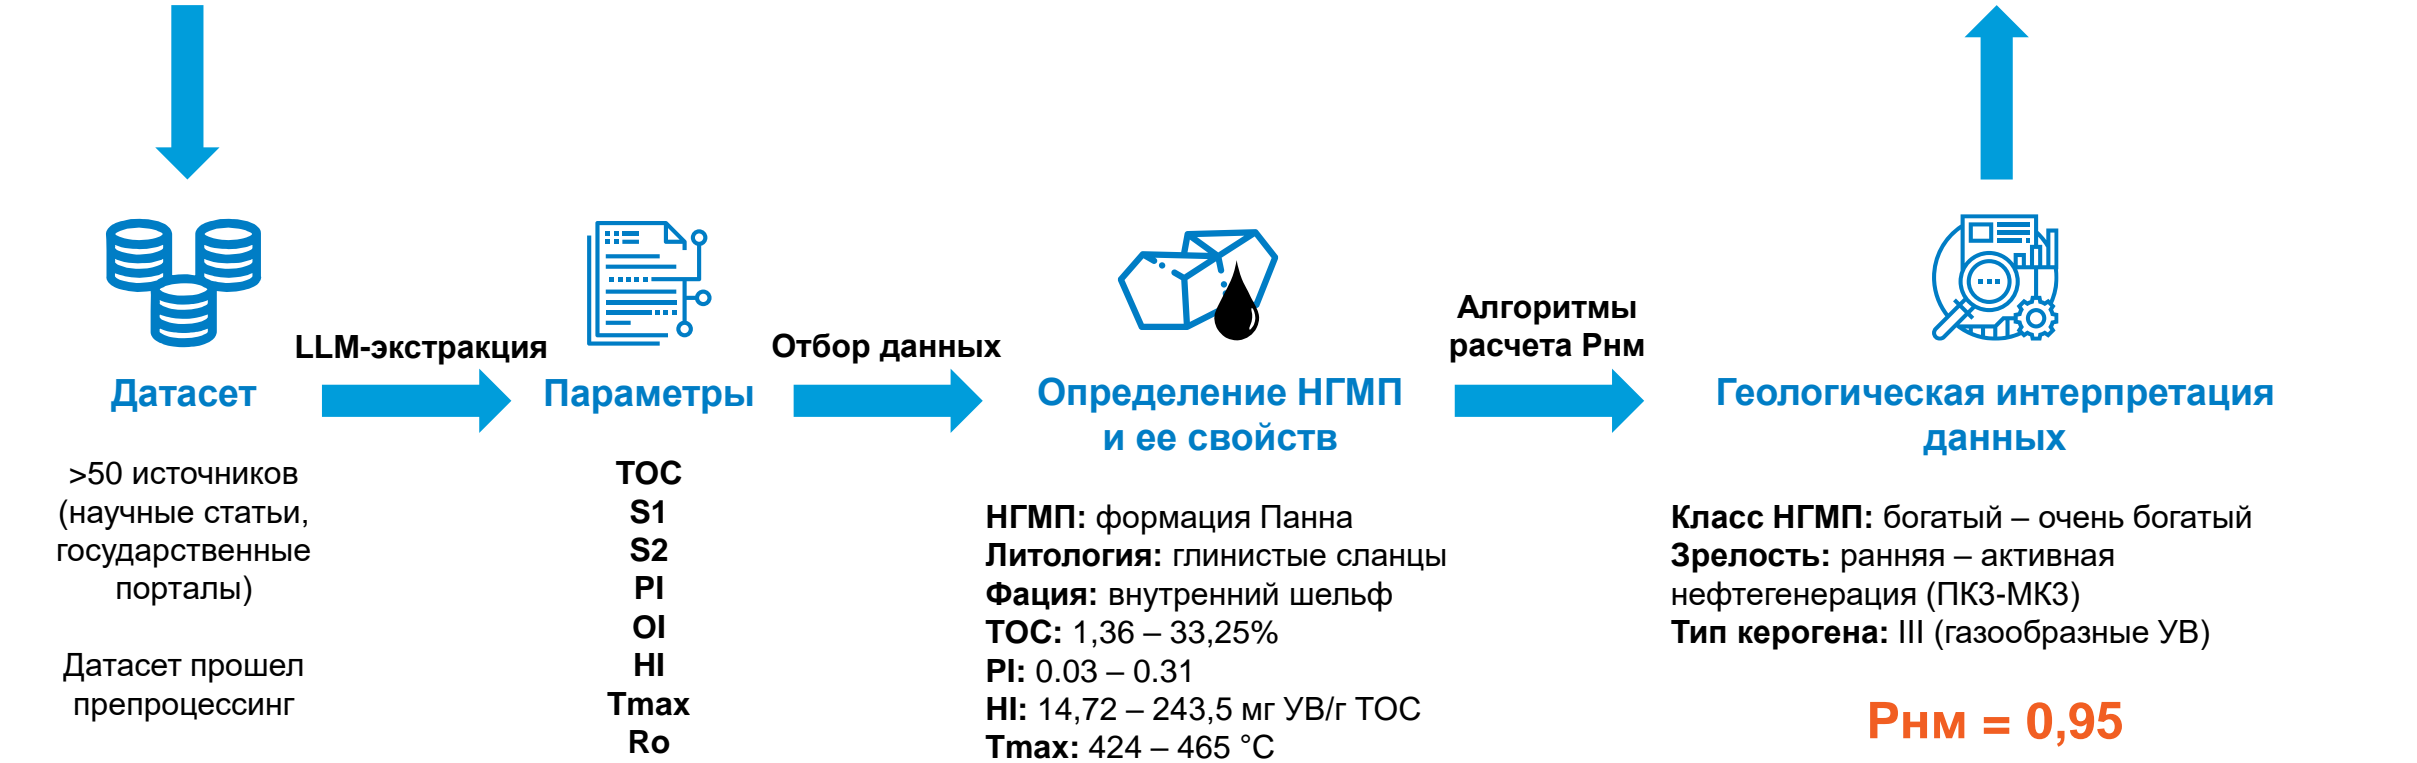 LLM-экстракция
Отбор данных
Алгоритмы
расчета Рнм
Датасет
>50 источников
(научные статьи,
государственные
порталы)
Датасет прошел
препроцессинг
Параметры
TOC
S1
S2
PI
OI
HI
Tmax
Ro
Определение НГМП
и ее свойств
НГМП: формация Панна
Литология: глинистые сланцы
Фация: внутренний шельф
TOC: 1,36 – 33,25%
PI: 0.03 – 0.31
HI: 14,72 – 243,5 мг УВ/г ТОС
Tmax: 424 – 465 °C
Геологическая интерпретация
данных
Класс НГМП: богатый – очень богатый
Зрелость: ранняя – активная
нефтегенерация (ПК3-МК3)
Тип керогена: III (газообразные УВ)
Рнм = 0,95